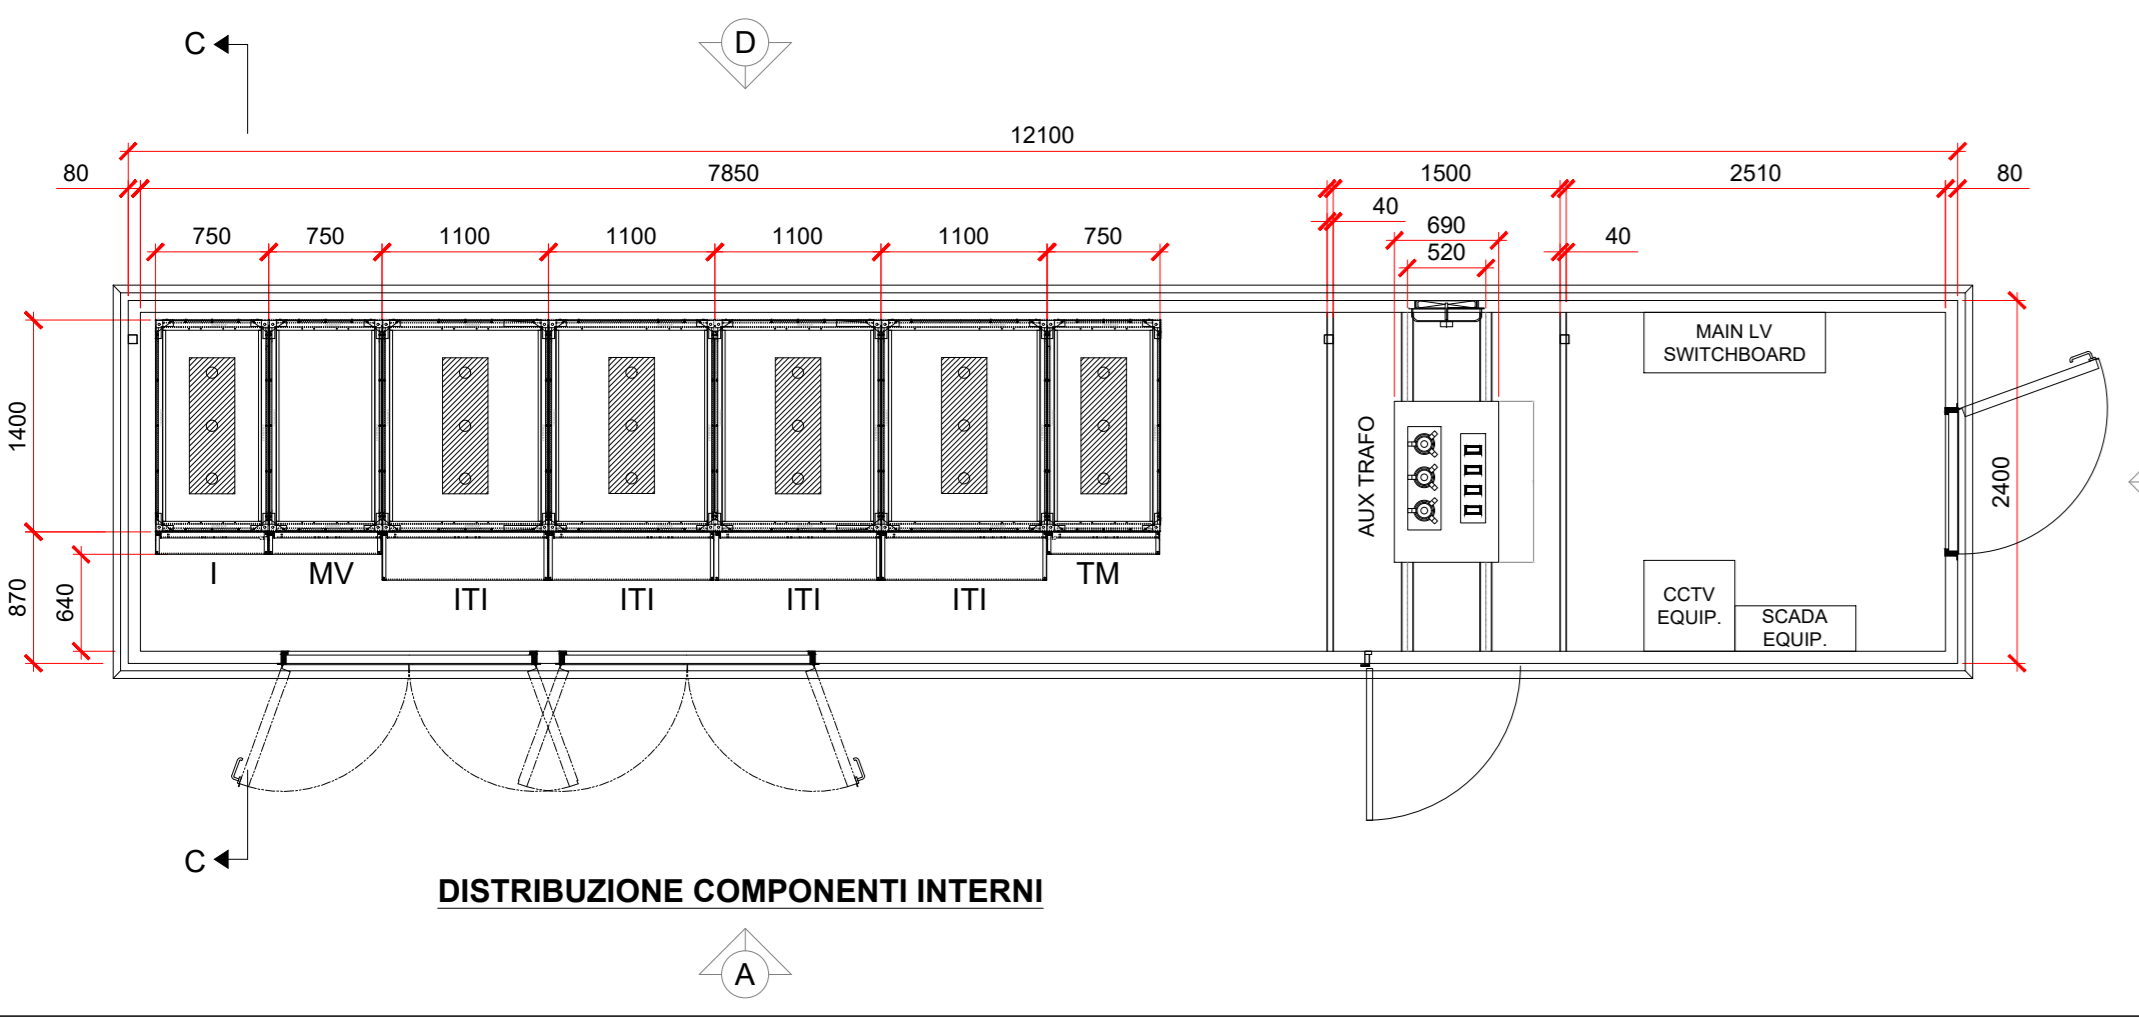 C
D
12100
80
7850
1500
2510
80
40
690
40
750
750
1100
1100
1100
1100
750
520
MAIN LV
SWITCHBOARD
1400
AUX TRAFO
2400
870
640
I
MV
ITI
ITI
ITI
ITI
TM
CCTV
EQUIP.
SCADA
EQUIP.
C
DISTRIBUZIONE COMPONENTI INTERNI
A